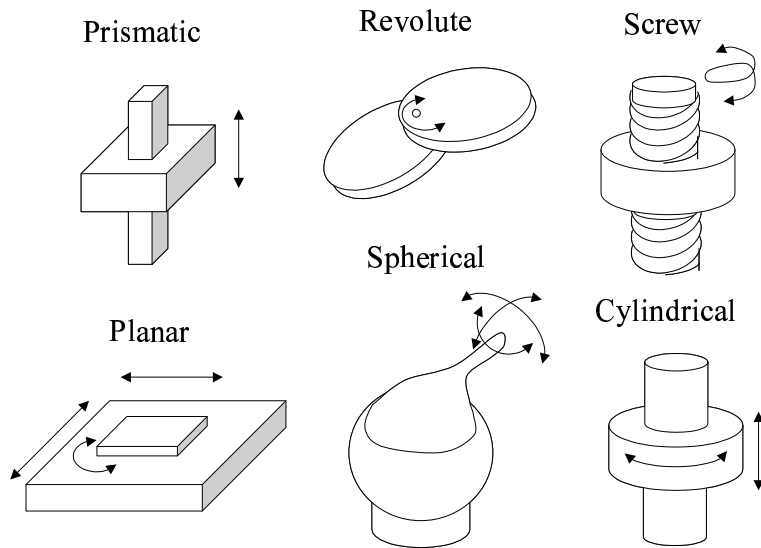 Prismatic
Revolute
Screw
Planar
Spherical
Cylindrical